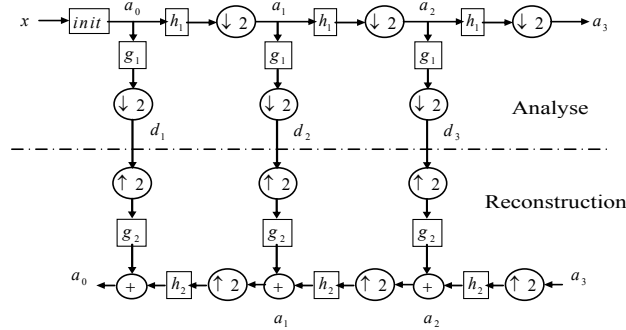 x init a₀ h₁ ↓ 2 a₁ h₁ ↓ 2 a₂ h₁ ↓ 2 a₃
g₁ g₁ g₁
↓ 2 ↓ 2 ↓ 2
Analyse
d₁ d₂ d₃
↑ 2 ↑ 2 ↑ 2
Reconstruction
g₂ g₂ g₂
a₀ + h₂ ↑ 2 + h₂ ↑ 2 + h₂ ↑ 2 a₃
a₁ a₂